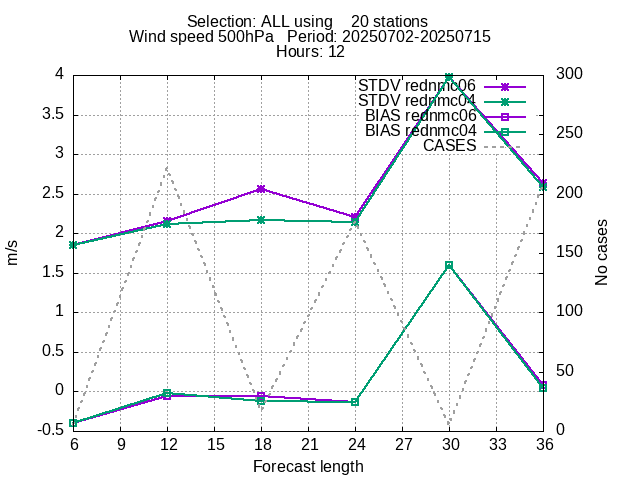 Selection: ALL using    20 stations
Wind speed 500hPa   Period: 20250702-20250715
Hours: 12
STDV rednmc06
STDV rednmc04
BIAS rednmc06
BIAS rednmc04
CASES
4
3.5
3
2.5
2
1.5
1
0.5
0
-0.5
m/s
300
250
200
150
100
50
0
No cases
6 9 12 15 18 21 24 27 30 33 36
Forecast length